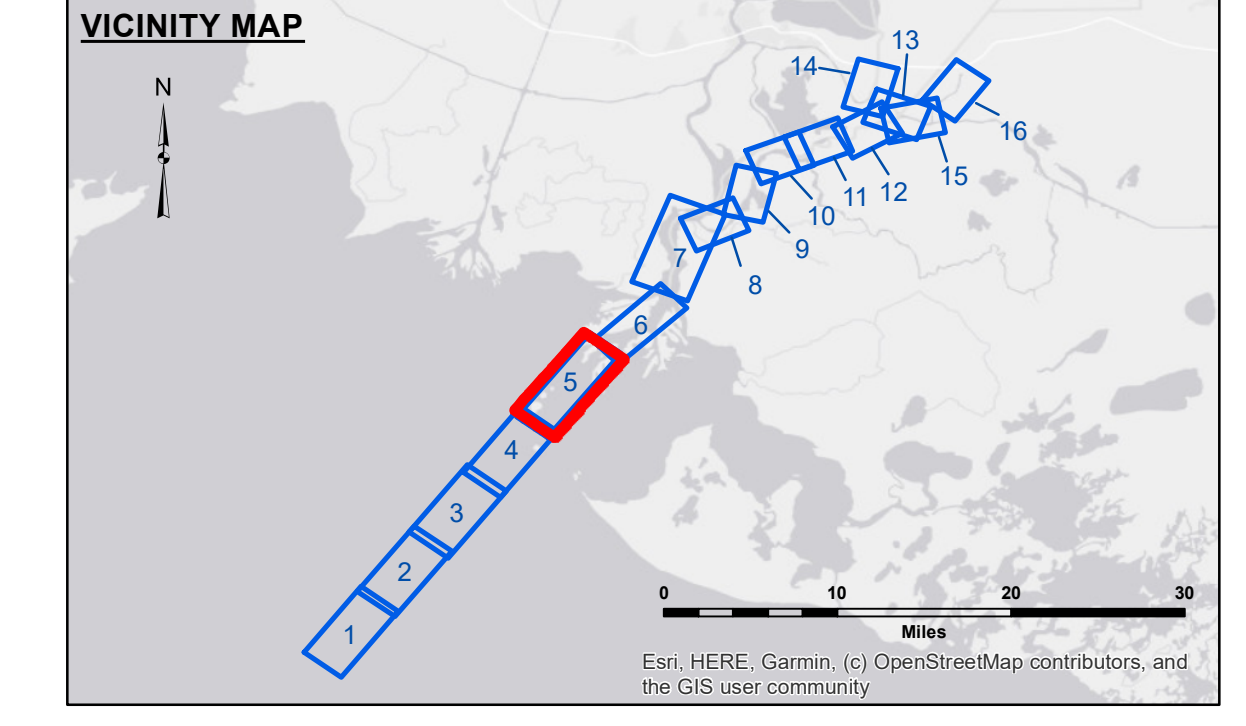 VICINITY MAP
N
13
14
16
15
12
11
10
9
7
8
6
5
4
3
2
1
0 10 20 30
Miles
Esri, HERE, Garmin, (c) OpenStreetMap contributors, and
the GIS user community